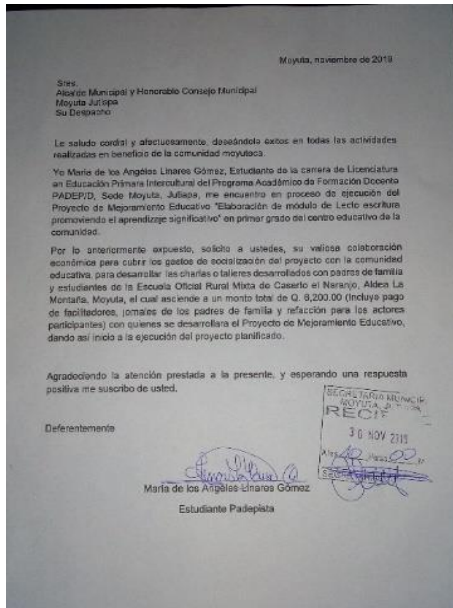 Moyuta, noviembre de 2019
Sres.
Alcalde Municipal y Honorable Consejo Municipal
Moyuta Jutiapa
Su Despacho
Le saludo cordial y afectuosamente, deseándole éxitos en todas las actividades
realizadas en beneficio de la comunidad moyuteca.
Yo María de los Ángeles Linares Gómez, Estudiante de la carrera de Licenciatura
en Educación Primaria Intercultural del Programa Académico de Formación Docente
PADEP/D, Sede Moyuta, Jutiapa, me encuentro en proceso de ejecución del
Proyecto de Mejoramiento Educativo "Elaboración de módulo de Lecto escritura
promoviendo el aprendizaje significativo" en primer grado del centro educativo de la
comunidad.
Por lo anteriormente expuesto, solicito a ustedes, su valiosa colaboración
económica para cubrir los gastos de socialización del proyecto con la comunidad
educativa, para desarrollar las charlas o talleres desarrollados con padres de familia
y estudiantes de la Escuela Oficial Rural Mixta de Caserío el Naranjo, Aldea La
Montaña, Moyuta, el cual asciende a un monto total de Q. 6,200.00 (Incluye pago
de facilitadores, jornales de los padres de familia y refacción para los actores
participantes) con quienes se desarrollara el Proyecto de Mejoramiento Educativo,
dando así inicio a la ejecución del proyecto planificado.
Agradeciendo la atención prestada a la presente, y esperando una respuesta
positiva me suscribo de usted.
SECRETARIO MUNICIP
MOYUTA,
RECI
Deferentemente
30 NOV 2019
María de los Ángeles Linares Gómez
Estudiante Padepista